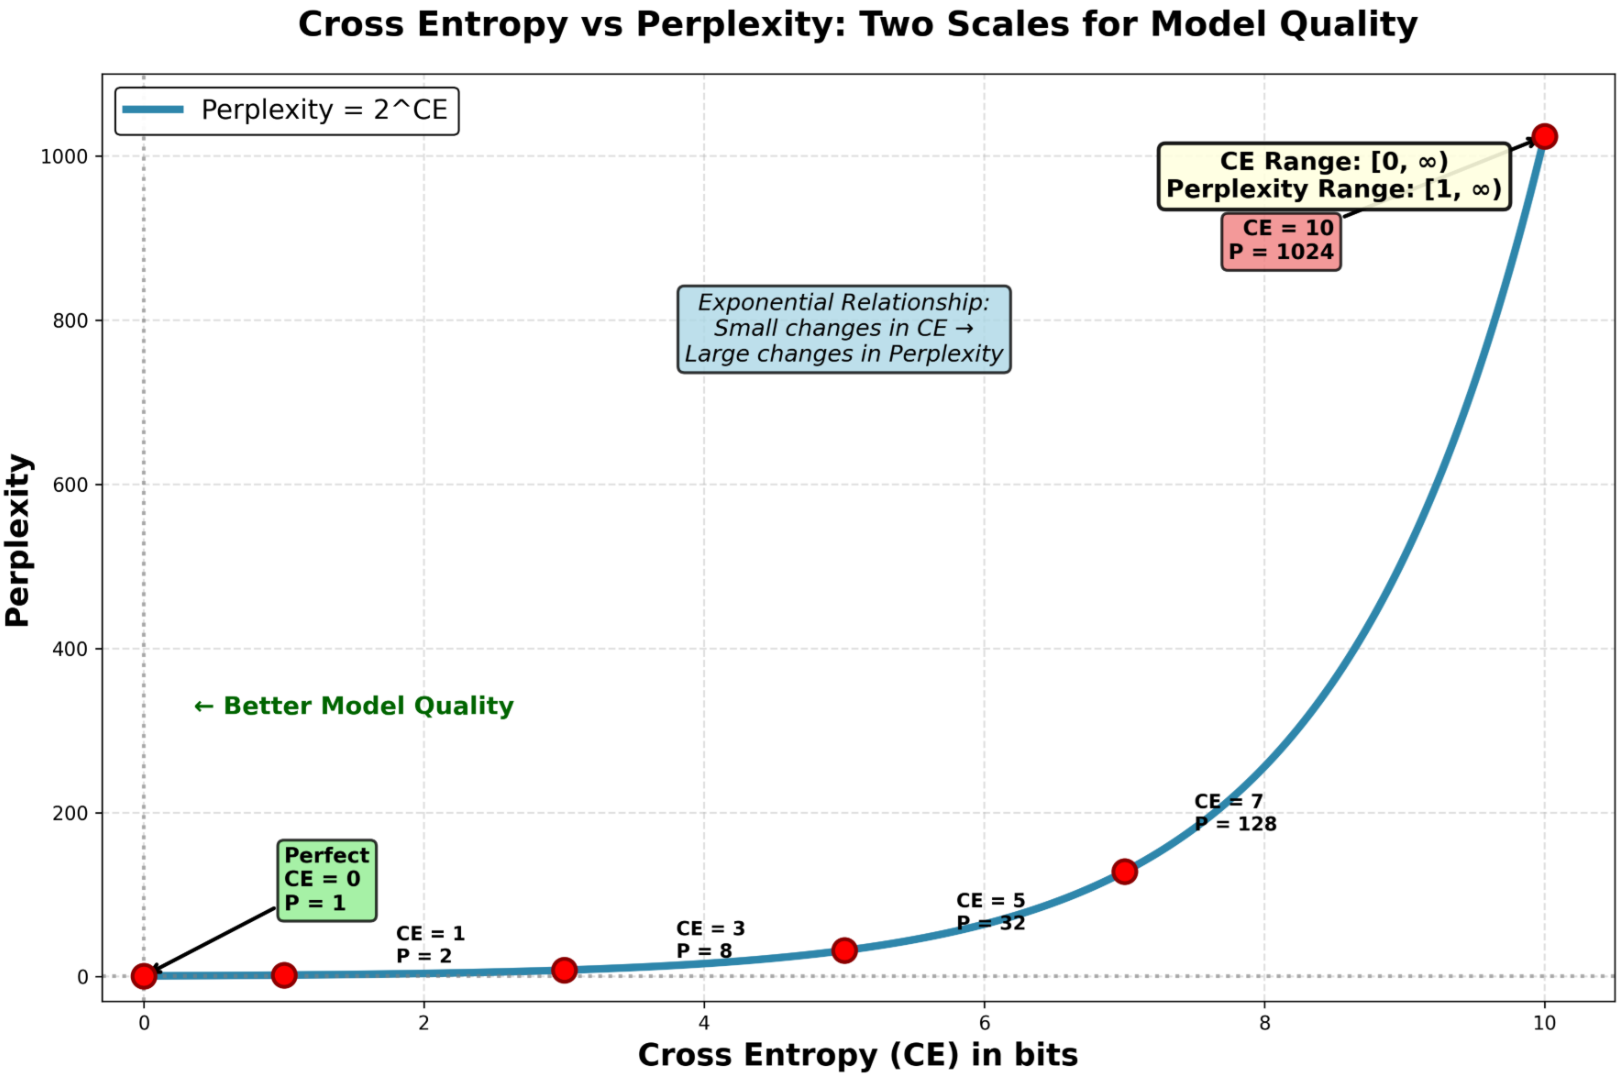 Cross Entropy vs Perplexity: Two Scales for Model Quality
Perplexity = 2^CE
CE Range: [0, ∞)
Perplexity Range: [1, ∞)
CE = 10
P = 1024
Exponential Relationship:
Small changes in CE →
Large changes in Perplexity
← Better Model Quality
Perfect
CE = 0
P = 1
CE = 1
P = 2
CE = 3
P = 8
CE = 5
P = 32
CE = 7
P = 128
Perplexity
1000
800
600
400
200
0
0 2 4 6 8 10
Cross Entropy (CE) in bits